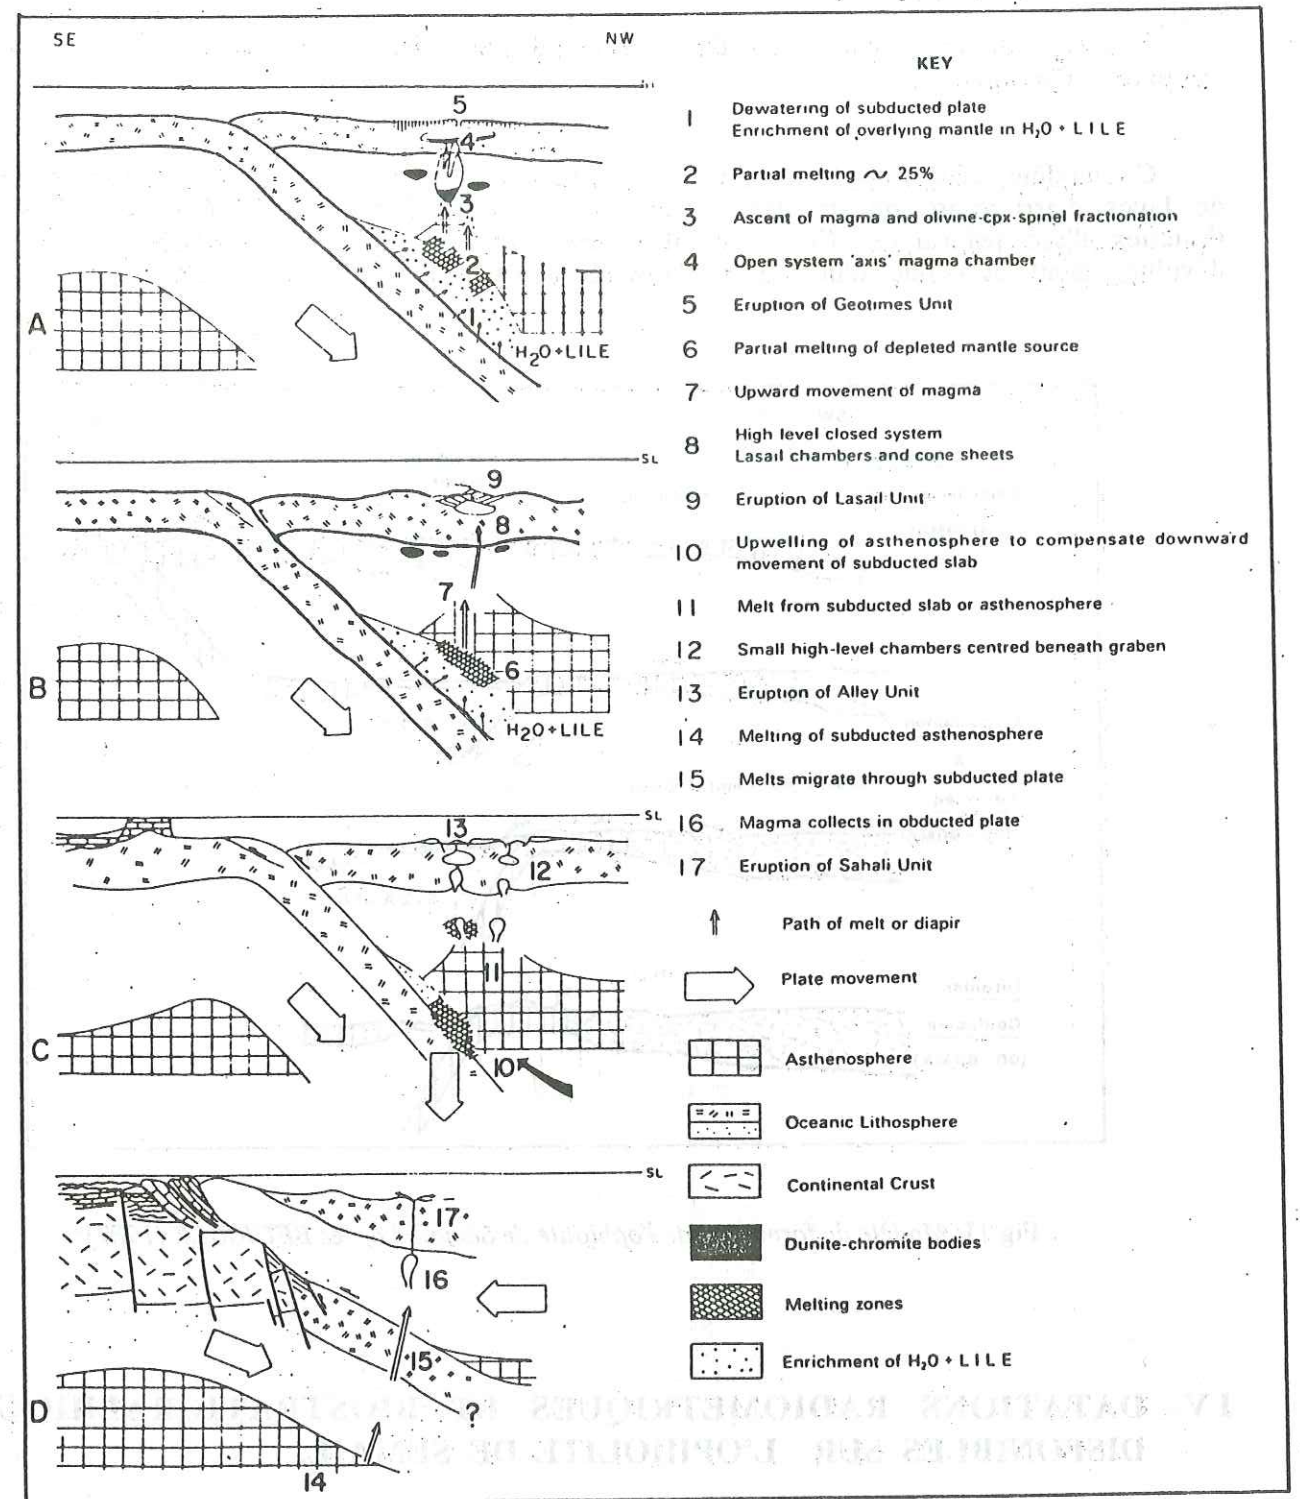 SE
NW
5
4
3
2
1
A
H₂O+LILE
SL
9
8
7
6
B
H₂O+LILE
SL
13
12
11
C
10
SL
17
16
15
D
?
14
KEY
1 Dewatering of subducted plate
Enrichment of overlying mantle in H₂O + LILE
2 Partial melting ~ 25%
3 Ascent of magma and olivine-cpx-spinel fractionation
4 Open system 'axis' magma chamber
5 Eruption of Geotimes Unit
6 Partial melting of depleted mantle source
7 Upward movement of magma
8 High level closed system
Lasail chambers and cone sheets
9 Eruption of Lasail Unit
10 Upwelling of asthenosphere to compensate downward
movement of subducted slab
11 Melt from subducted slab or asthenosphere
12 Small high-level chambers centred beneath graben
13 Eruption of Alley Unit
14 Melting of subducted asthenosphere
15 Melts migrate through subducted plate
16 Magma collects in obducted plate
17 Eruption of Sahali Unit
Path of melt or diapir
Plate movement
Asthenosphere
Oceanic Lithosphere
Continental Crust
Dunite-chromite bodies
Melting zones
Enrichment of H₂O + LILE
IV. DATATIONS RADIOMETRIQUES
DISPONIBLES SUR L'OPHIOLITE DE